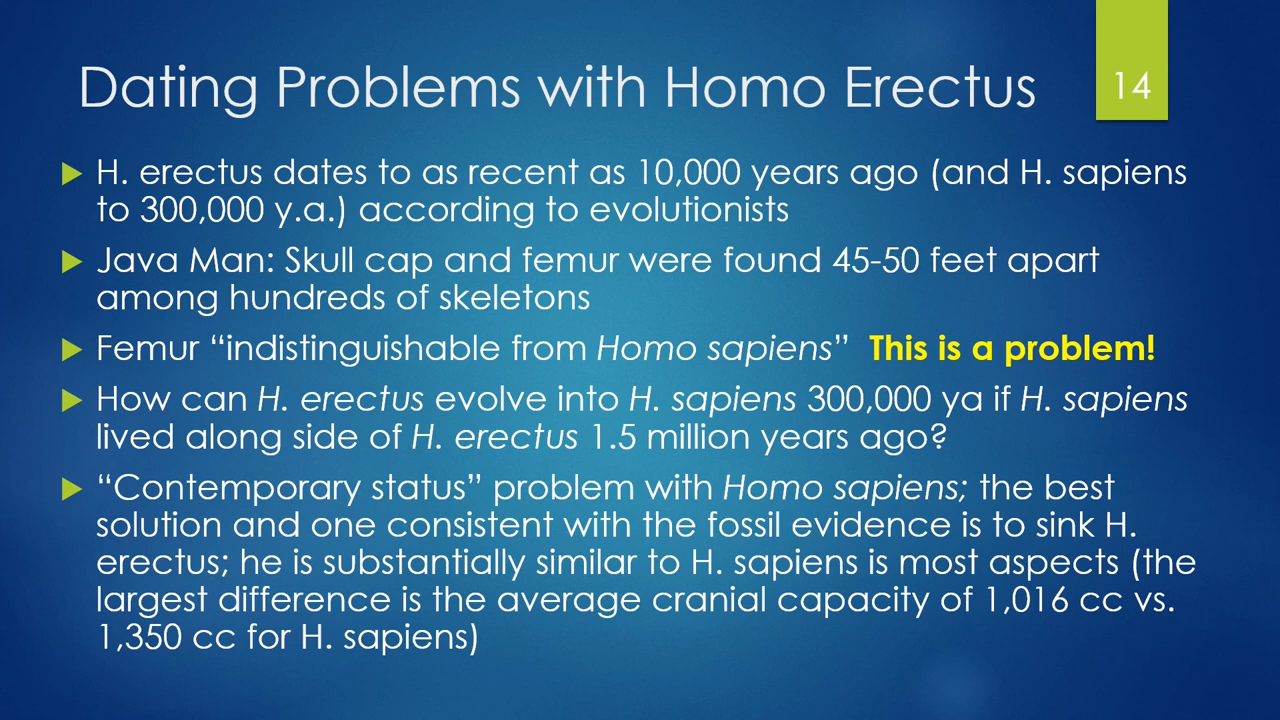 Dating Problems with Homo Erectus
14
H. erectus dates to as recent as 10,000 years ago (and H. sapiens
to 300,000 y.a.) according to evolutionists
Java Man: Skull cap and femur were found 45-50 feet apart
among hundreds of skeletons
Femur “indistinguishable from Homo sapiens” This is a problem!
How can H. erectus evolve into H. sapiens 300,000 ya if H. sapiens
lived along side of H. erectus 1.5 million years ago?
“Contemporary status” problem with Homo sapiens; the best
solution and one consistent with the fossil evidence is to sink H.
erectus; he is substantially similar to H. sapiens is most aspects (the
largest difference is the average cranial capacity of 1,016 cc vs.
1,350 cc for H. sapiens)